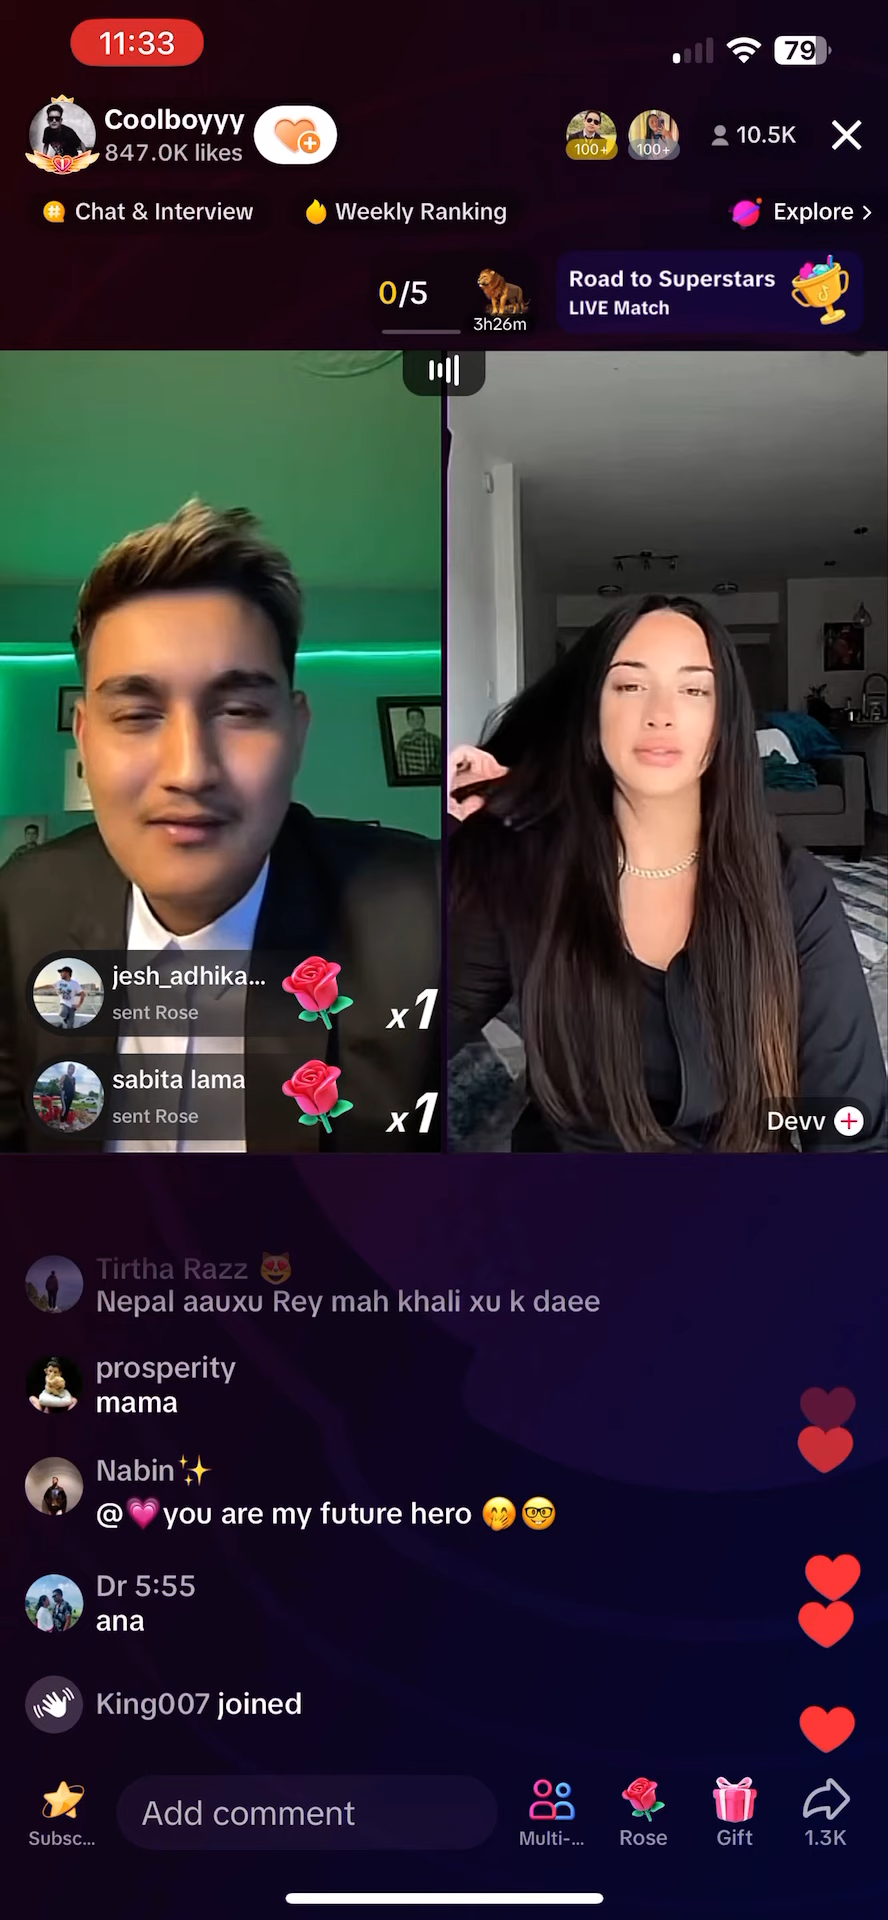 11:33
79
Coolboyyy
847.0K likes
100+
100+
10.5K
Chat & Interview
Weekly Ranking
Explore >
0/5
3h26m
Road to Superstars
LIVE Match
jesh_adhika...
sent Rose
x1
sabita lama
sent Rose
x1
Devv
Tirtha Razz 😻
Nepal aauxu Rey mah khali xu k daee
prosperity
mama
Nabin✨
@💗you are my future hero 🤭🤓
Dr 5:55
ana
King007 joined
Subsc...
Add comment
Multi-...
Rose
Gift
1.3K